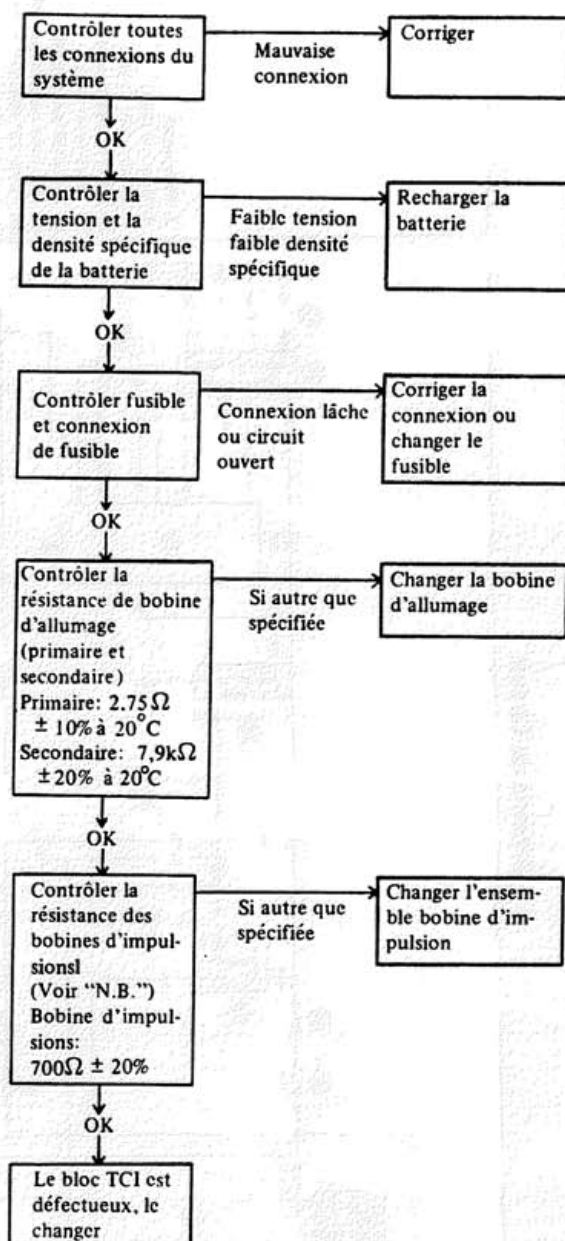 Contrôler toutes
les connexions du
système
Mauvaise
connexion
Corriger
OK
Contrôler la
tension et la
densité spécifique
de la batterie
Faible tension
faible densité
spécifique
Recharger la
batterie
OK
Contrôler fusible
et connexion
de fusible
Connexion lâche
ou circuit
ouvert
Corriger la
connexion ou
changer le
fusible
OK
Contrôler la
résistance de bobine
d'allumage
(primaire et
secondaire)
Primaire: 2.75Ω
± 10% à 20°C
Secondaire: 7,9kΩ
±20% à 20°C
Si autre que
spécifiée
Changer la bobine
d'allumage
OK
Contrôler la
résistance des
bobines d'impul-
sionsl
(Voir “N.B.”)
Bobine d'impul-
sions:
700Ω ± 20%
Si autre que
spécifiée
Changer l'ensem-
ble bobine d'im-
pulsion
OK
Le bloc TCI est
défectueux, le
changer